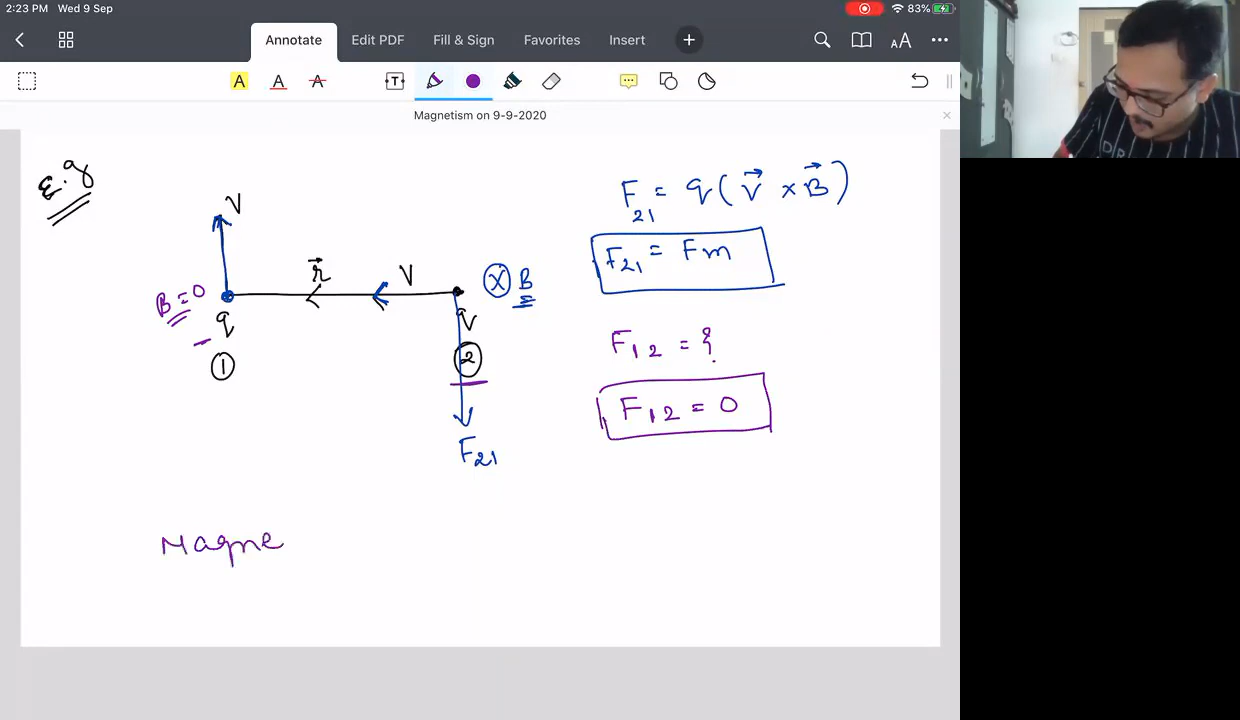 2:23 PM Wed 9 Sep
83%
Annotate Edit PDF Fill & Sign Favorites Insert
Magnetism on 9-9-2020
E.g
V
B = 0
q
①
r⃗
V
ⓧ B
q
②
F21
F21 = q ( V⃗ × B⃗ )
F21 = Fm
F12 = ?
F12 = 0
Magne